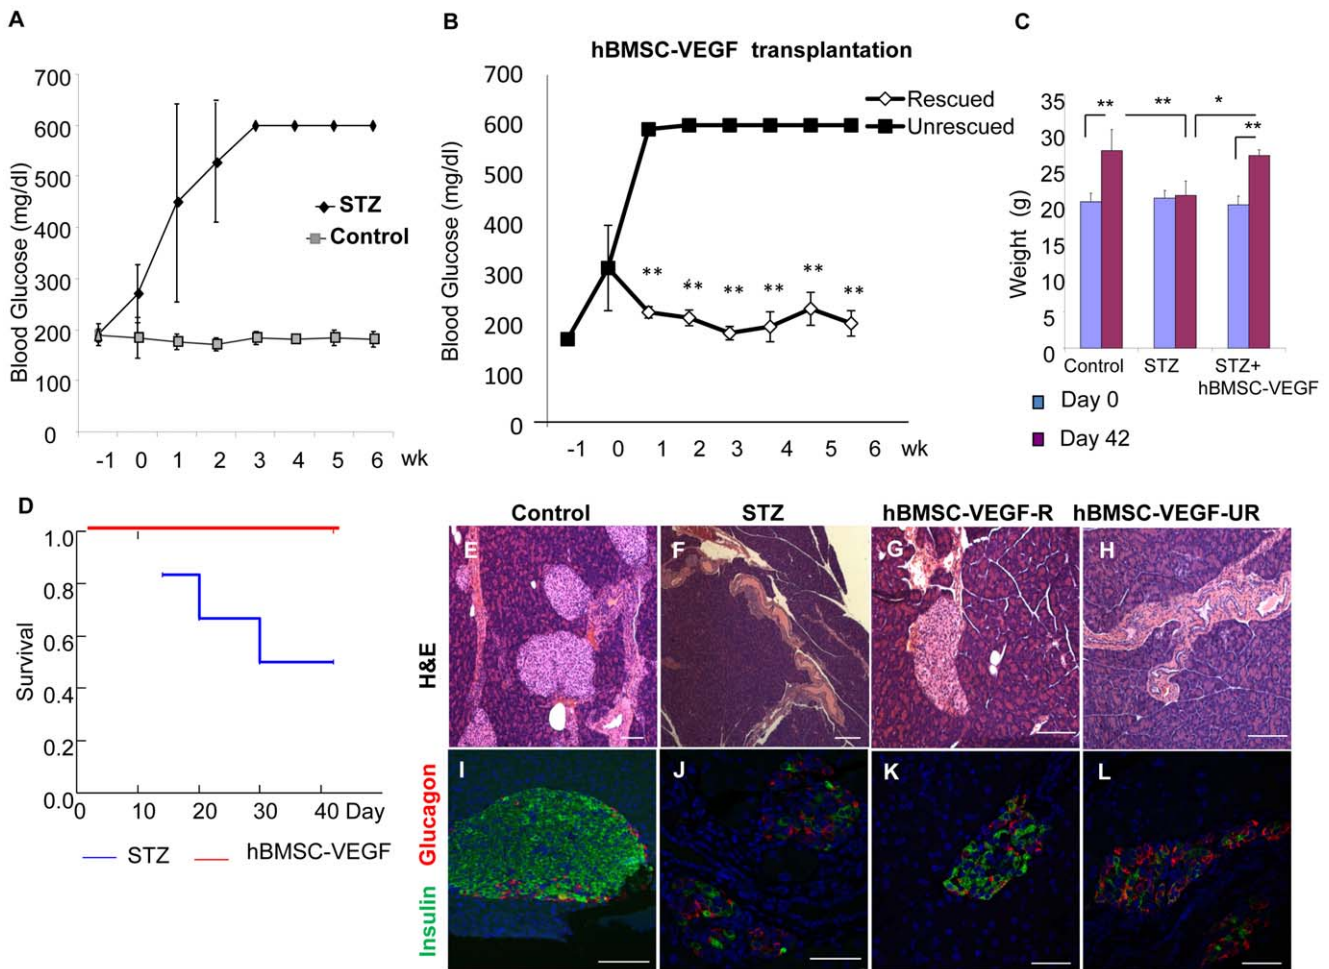 A
700
600
500
400
300
200
100
0
Blood Glucose (mg/dl)
STZ
Control
-1 0 1 2 3 4 5 6 wk
B
hBMSC-VEGF transplantation
700
600
500
400
300
200
100
0
Blood Glucose (mg/dl)
Rescued
Unrescued
** ** ** ** ** **
-1 0 1 2 3 4 5 6 wk
C
35
30
25
20
15
10
5
0
Weight (g)
** ** *
**
Control STZ STZ+
hBMSC-VEGF
Day 0
Day 42
D
1.0
0.8
0.6
0.4
0.2
0.0
Survival
0 10 20 30 40 Day
STZ hBMSC-VEGF
Control STZ hBMSC-VEGF-R hBMSC-VEGF-UR
H&E
E F G H
Insulin Glucagon
I J K L